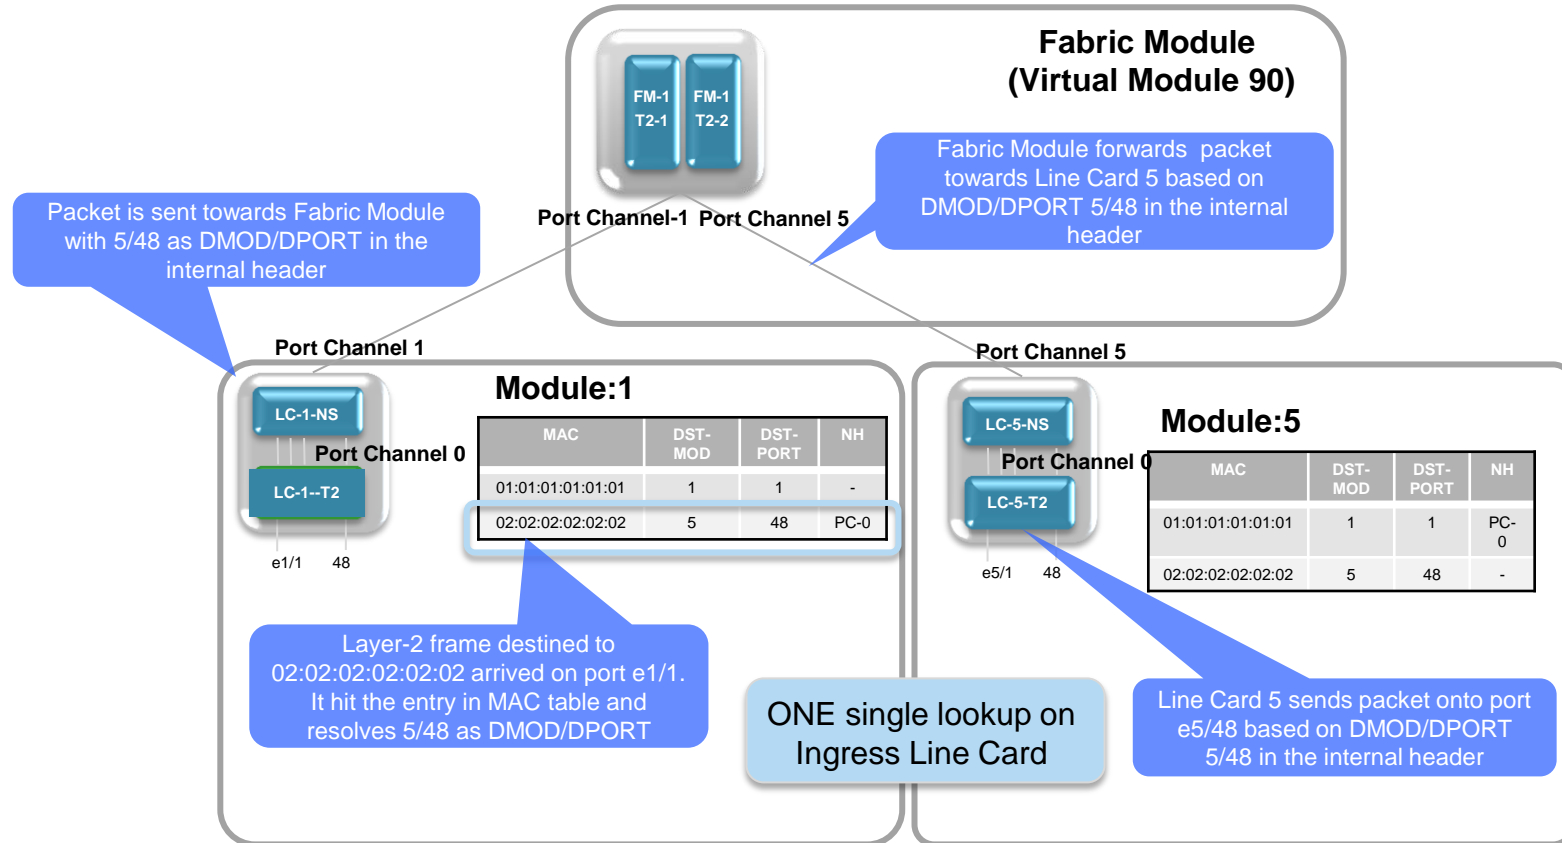 Fabric Module
(Virtual Module 90)
FM-1
T2-1
FM-1
T2-2
Fabric Module forwards packet
towards Line Card 5 based on
DMOD/DPORT 5/48 in the internal
header
Packet is sent towards Fabric Module
with 5/48 as DMOD/DPORT in the
internal header
Port Channel-1 Port Channel 5
Port Channel 1
Port Channel 5
LC-1-NS
Port Channel 0
LC-1--T2
e1/1 48
Module:1
MAC DST-MOD DST-PORT NH
01:01:01:01:01:01 1 1 -
02:02:02:02:02:02 5 48 PC-0
LC-5-NS
Port Channel 0
LC-5-T2
e5/1 48
Module:5
MAC DST-MOD DST-PORT NH
01:01:01:01:01:01 1 1 PC-0
02:02:02:02:02:02 5 48 -
Layer-2 frame destined to
02:02:02:02:02:02 arrived on port e1/1.
It hit the entry in MAC table and
resolves 5/48 as DMOD/DPORT
ONE single lookup on
Ingress Line Card
Line Card 5 sends packet onto port
e5/48 based on DMOD/DPORT
5/48 in the internal header